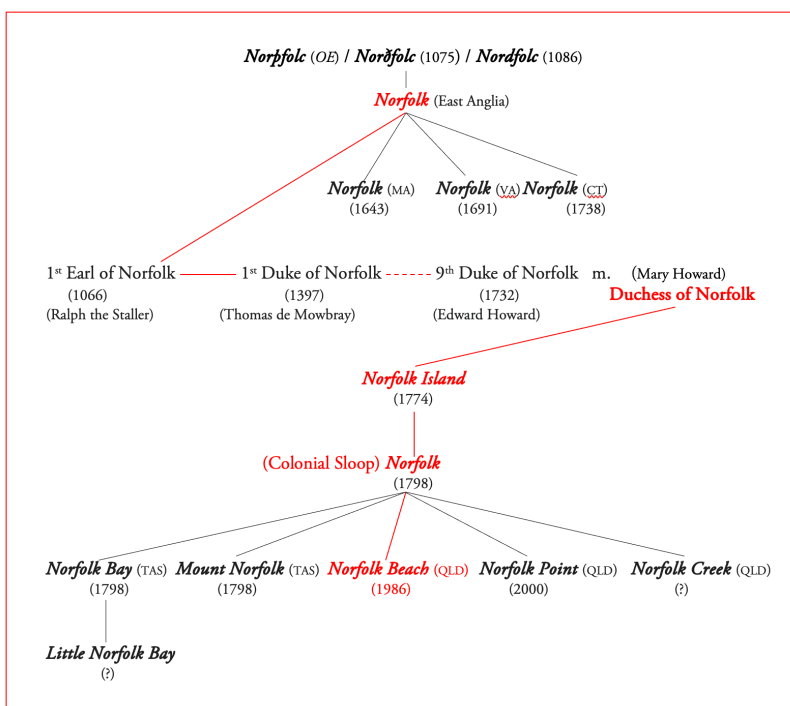 Norþfolc (OE) / Norðfolc (1075) / Nordfolc (1086)
Norfolk (East Anglia)
Norfolk (MA) Norfolk (VA) Norfolk (CT)
(1643) (1691) (1738)
1st Earl of Norfolk 1st Duke of Norfolk 9th Duke of Norfolk m. (Mary Howard)
(1066) (1397) (1732) Duchess of Norfolk
(Ralph the Staller) (Thomas de Mowbray) (Edward Howard)
Norfolk Island
(1774)
(Colonial Sloop) Norfolk
(1798)
Norfolk Bay (TAS) Mount Norfolk (TAS) Norfolk Beach (QLD) Norfolk Point (QLD) Norfolk Creek (QLD)
(1798) (1798) (1986) (2000) (?)
Little Norfolk Bay
(?)